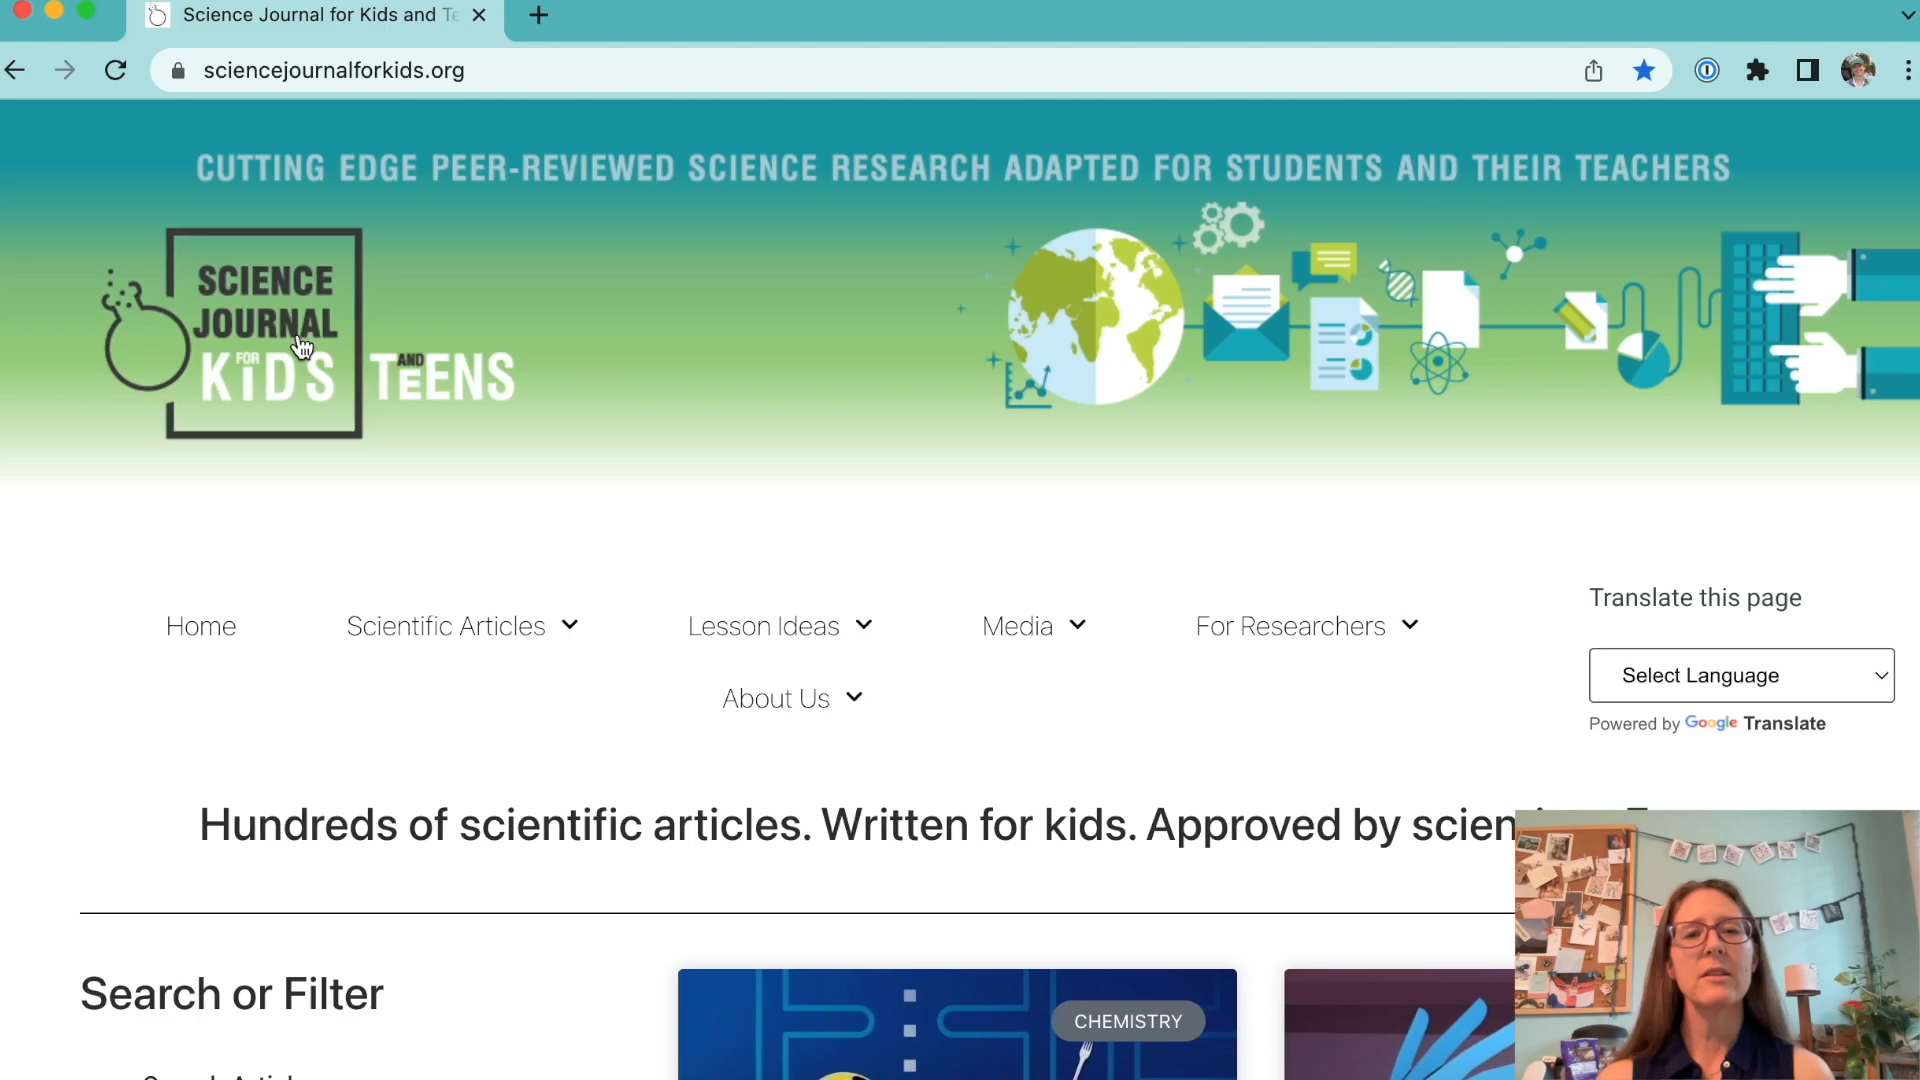 Science Journal for Kids and Te
sciencejournalforkids.org
CUTTING EDGE PEER-REVIEWED SCIENCE RESEARCH ADAPTED FOR STUDENTS AND THEIR TEACHERS
SCIENCE
JOURNAL
FOR KiDS AND TEENS
Translate this page
Home
Scientific Articles
Lesson Ideas
Media
For Researchers
Select Language
About Us
Powered by Google Translate
Hundreds of scientific articles. Written for kids. Approved by scien
Search or Filter
CHEMISTRY